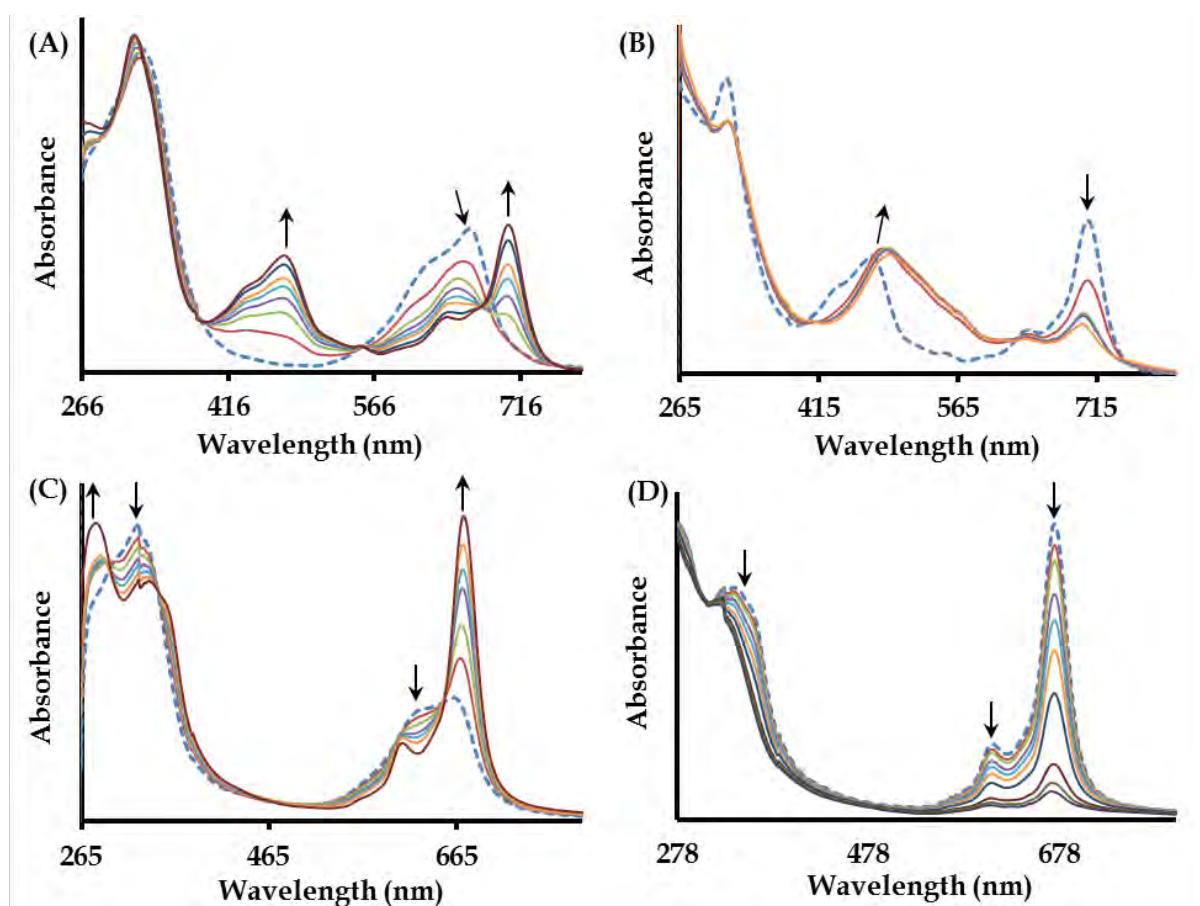 (A)
Absorbance
266 416 566 716
Wavelength (nm)
(B)
Absorbance
265 415 565 715
Wavelength (nm)
(C)
Absorbance
265 465 665
Wavelength (nm)
(D)
Absorbance
278 478 678
Wavelength (nm)